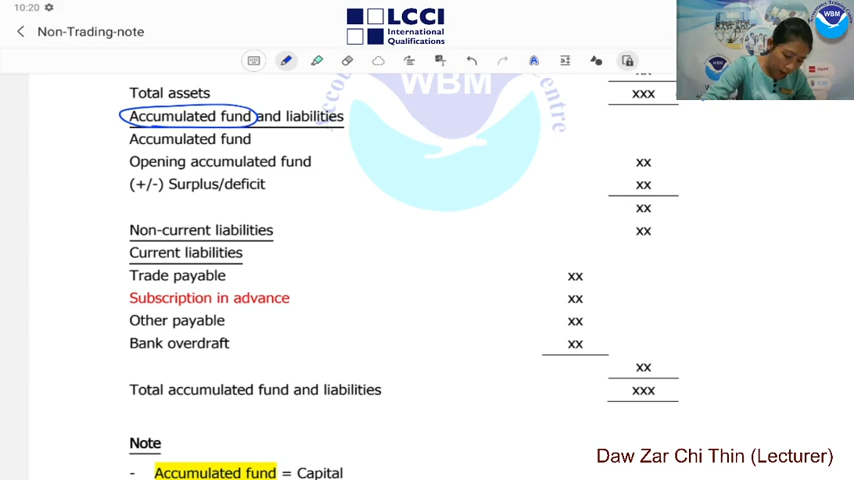 10:20
LCCI
International
Qualifications
Non-Trading-note
WBM
WBM
Total assets xxx
Accumulated fund and liabilities
Accumulated fund
Opening accumulated fund xx
(+/-) Surplus/deficit xx
xx
Non-current liabilities xx
Current liabilities
Trade payable xx
Subscription in advance xx
Other payable xx
Bank overdraft xx
xx
Total accumulated fund and liabilities xxx
Note
- Accumulated fund = Capital
Daw Zar Chi Thin (Lecturer)